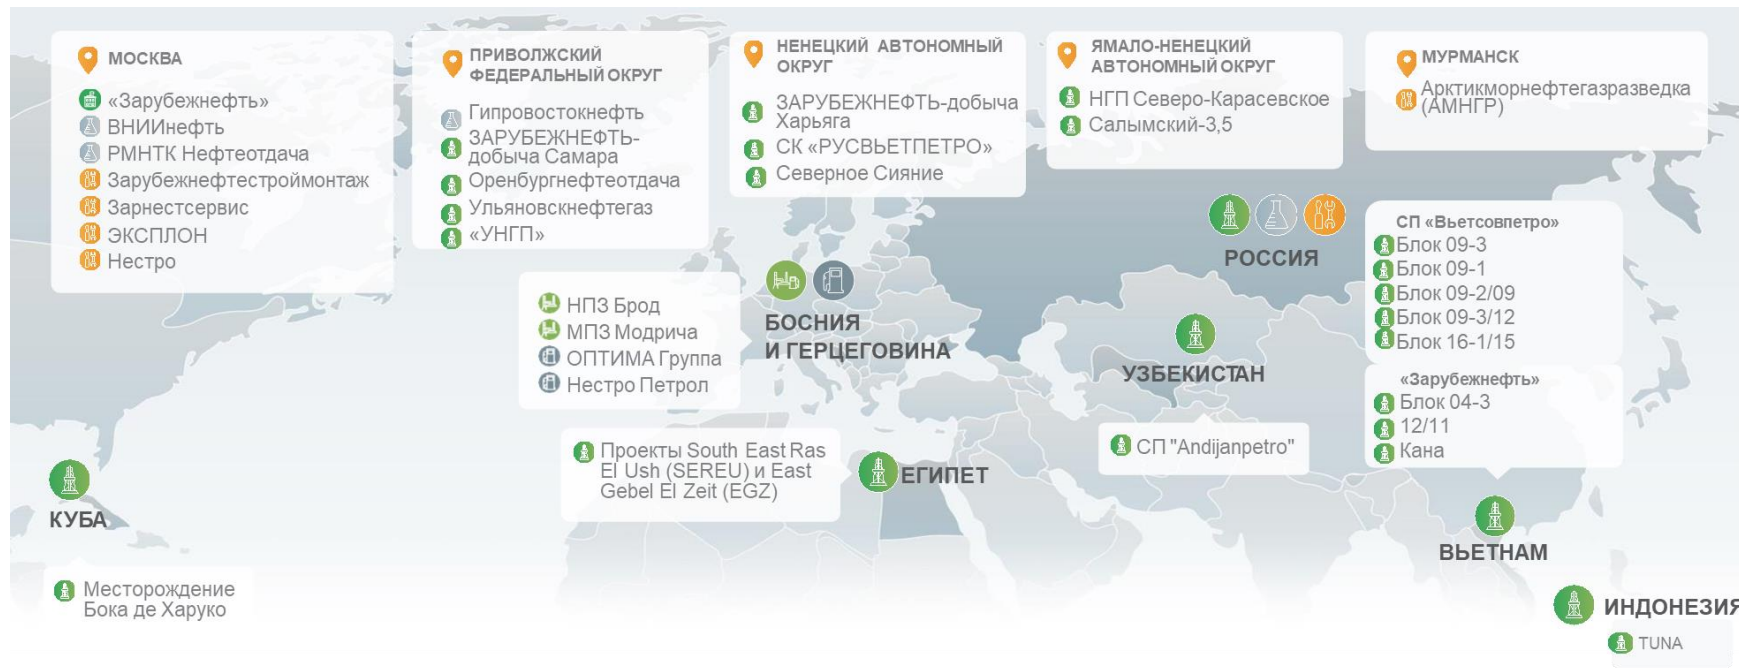 МОСКВА
«Зарубежнефть»
ВНИИнефть
РМНТК Нефтеотдача
Зарубежнефтестроймонтаж
Зарнестсервис
ЭКСПЛОН
Нестро
ПРИВОЛЖСКИЙ
ФЕДЕРАЛЬНЫЙ ОКРУГ
Гипровостокнефть
ЗАРУБЕЖНЕФТЬ-
добыча Самара
Оренбургнефтеотдача
Ульяновскнефтегаз
«УНГП»
НЕНЕЦКИЙ АВТОНОМНЫЙ
ОКРУГ
ЗАРУБЕЖНЕФТЬ-добыча
Харьяга
СК «РУСВЬЕТПЕТРО»
Северное Сияние
ЯМАЛО-НЕНЕЦКИЙ
АВТОНОМНЫЙ ОКРУГ
НГП Северо-Карасевское
Салымский-3,5
МУРМАНСК
Арктикморнефтегазразведка
(АМНГР)
РОССИЯ
СП «Вьетсовпетро»
Блок 09-3
Блок 09-1
Блок 09-2/09
Блок 09-3/12
Блок 16-1/15
«Зарубежнефть»
Блок 04-3
12/11
Кана
ВЬЕТНАМ
НПЗ Брод
МПЗ Модрича
ОПТИМА Группа
Нестро Петрол
БОСНИЯ
И ГЕРЦЕГОВИНА
УЗБЕКИСТАН
СП "Andijanpetro"
Проекты South East Ras
El Ush (SEREU) и East
Gebel El Zeit (EGZ)
ЕГИПЕТ
КУБА
Месторождение
Бока де Харуко
ИНДОНЕЗИЯ
TUNA